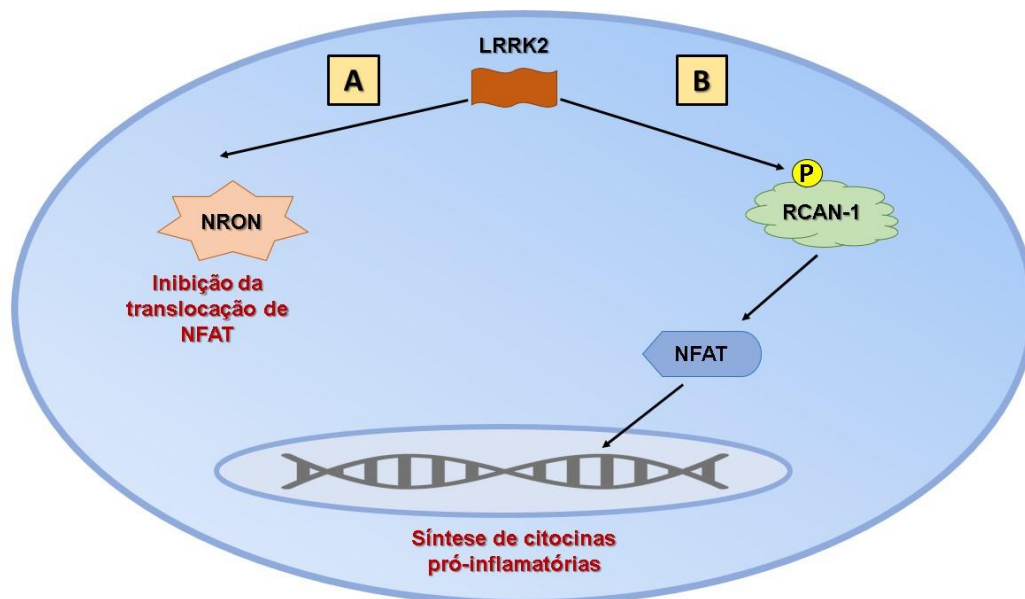 LRRK2
A
B
P
NRON
RCAN-1
Inibição da
translocação de
NFAT
NFAT
Síntese de citocinas
pró-inflamatórias